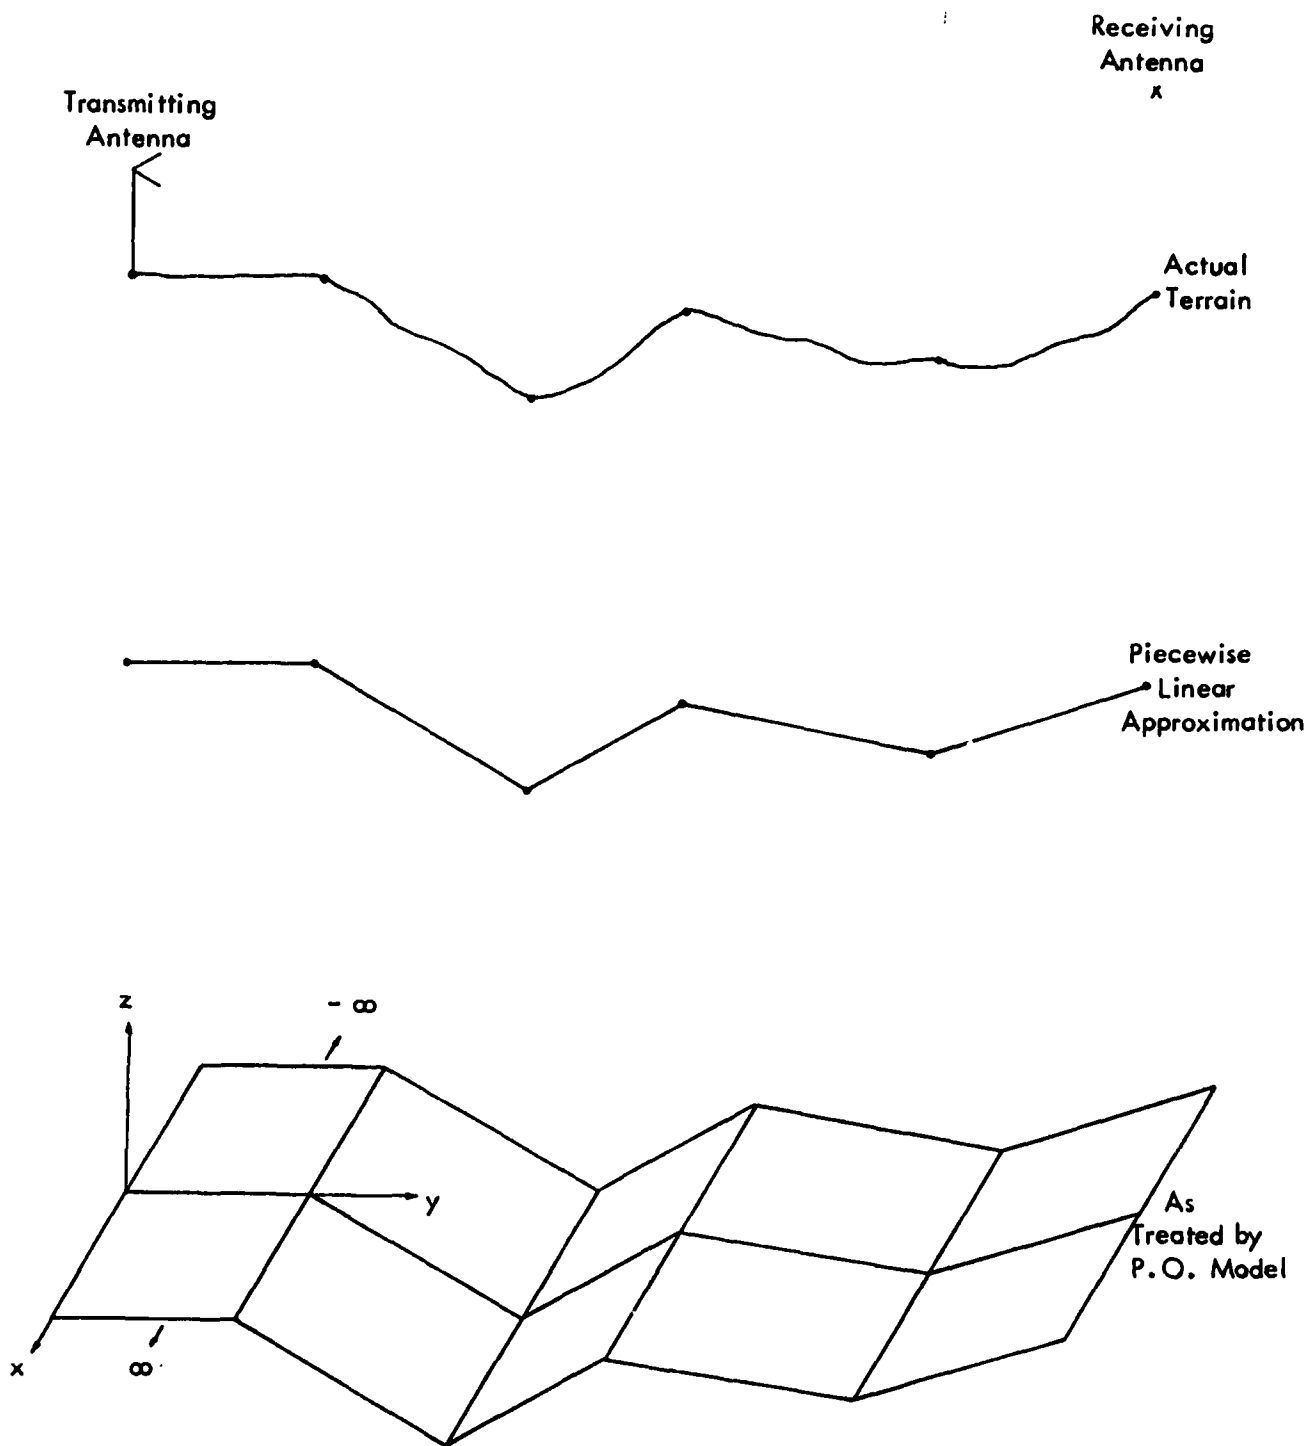 Receiving
Antenna
x
Transmitting
Antenna
Actual
Terrain
Piecewise
Linear
Approximation
z
- ∞
y
As
Treated by
P.O. Model
x
∞